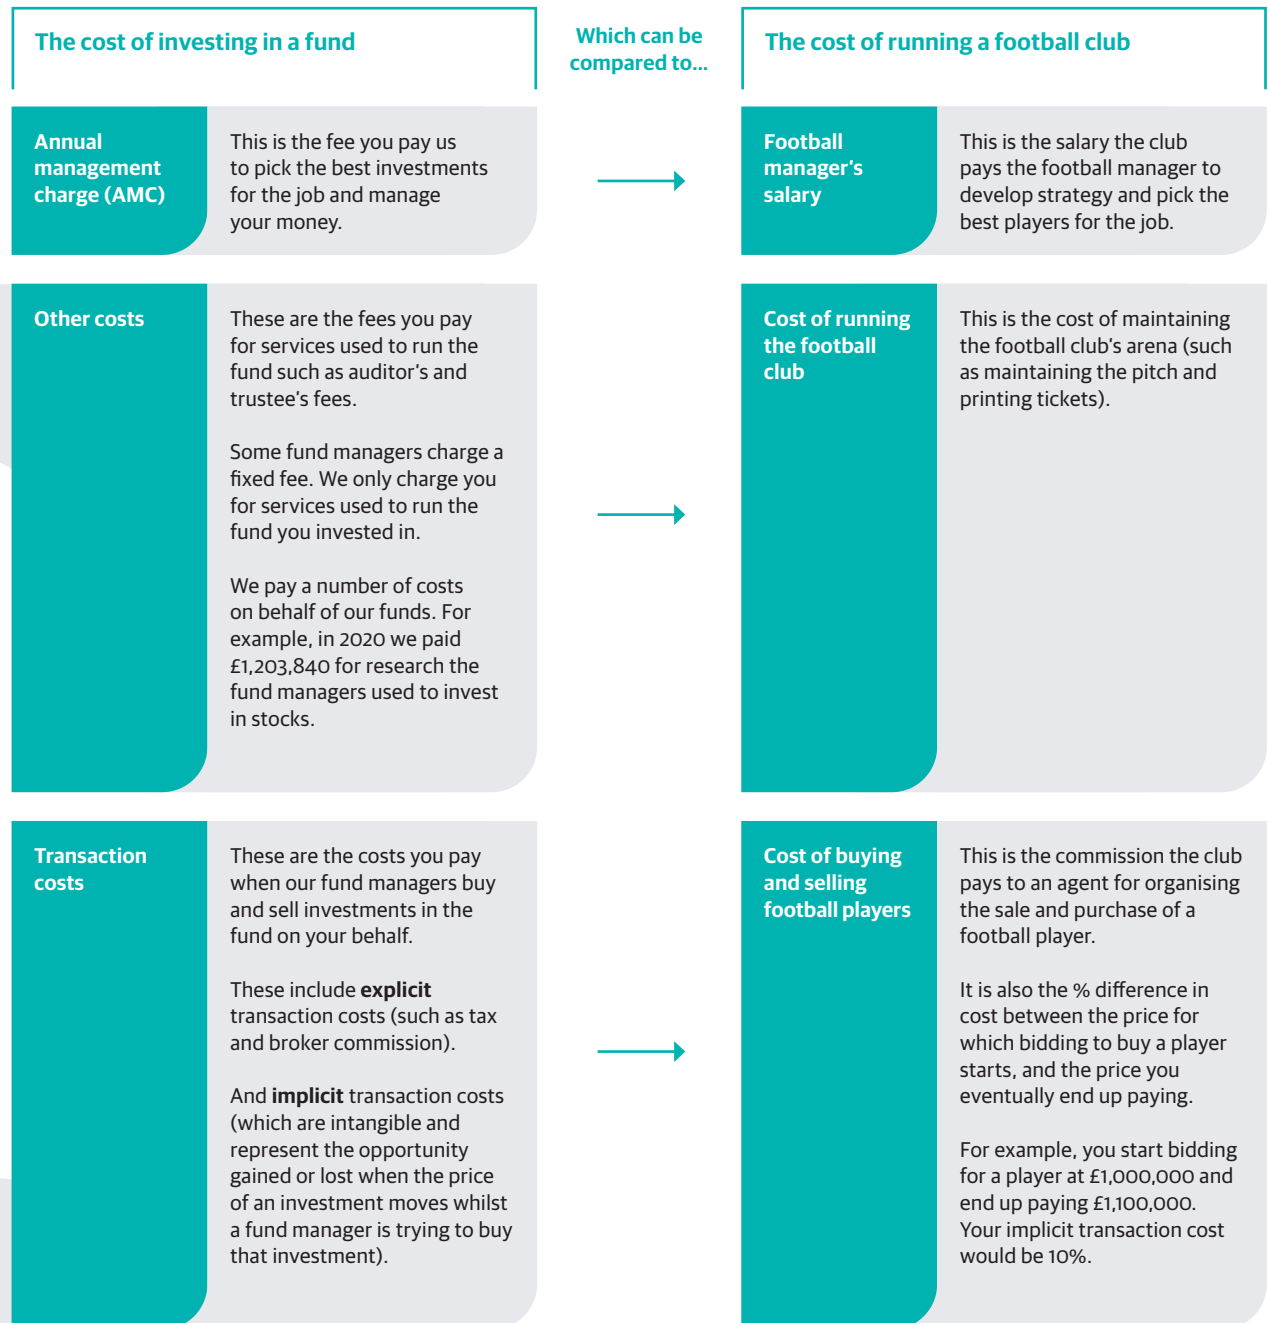 The cost of investing in a fund
Which can be
compared to...
The cost of running a football club
Annual
management
charge (AMC)
This is the fee you pay us
to pick the best investments
for the job and manage
your money.
Football
manager's
salary
This is the salary the club
pays the football manager to
develop strategy and pick the
best players for the job.
Other costs
These are the fees you pay
for services used to run the
fund such as auditor's and
trustee's fees.
Some fund managers charge a
fixed fee. We only charge you
for services used to run the
fund you invested in.
We pay a number of costs
on behalf of our funds. For
example, in 2020 we paid
£1,203,840 for research the
fund managers used to invest
in stocks.
Cost of running
the football
club
This is the cost of maintaining
the football club's arena (such
as maintaining the pitch and
printing tickets).
Transaction
costs
These are the costs you pay
when our fund managers buy
and sell investments in the
fund on your behalf.
These include explicit
transaction costs (such as tax
and broker commission).
And implicit transaction costs
(which are intangible and
represent the opportunity
gained or lost when the price
of an investment moves whilst
a fund manager is trying to buy
that investment).
Cost of buying
and selling
football players
This is the commission the club
pays to an agent for organising
the sale and purchase of a
football player.
It is also the % difference in
cost between the price for
which bidding to buy a player
starts, and the price you
eventually end up paying.
For example, you start bidding
for a player at £1,000,000 and
end up paying £1,100,000.
Your implicit transaction cost
would be 10%.